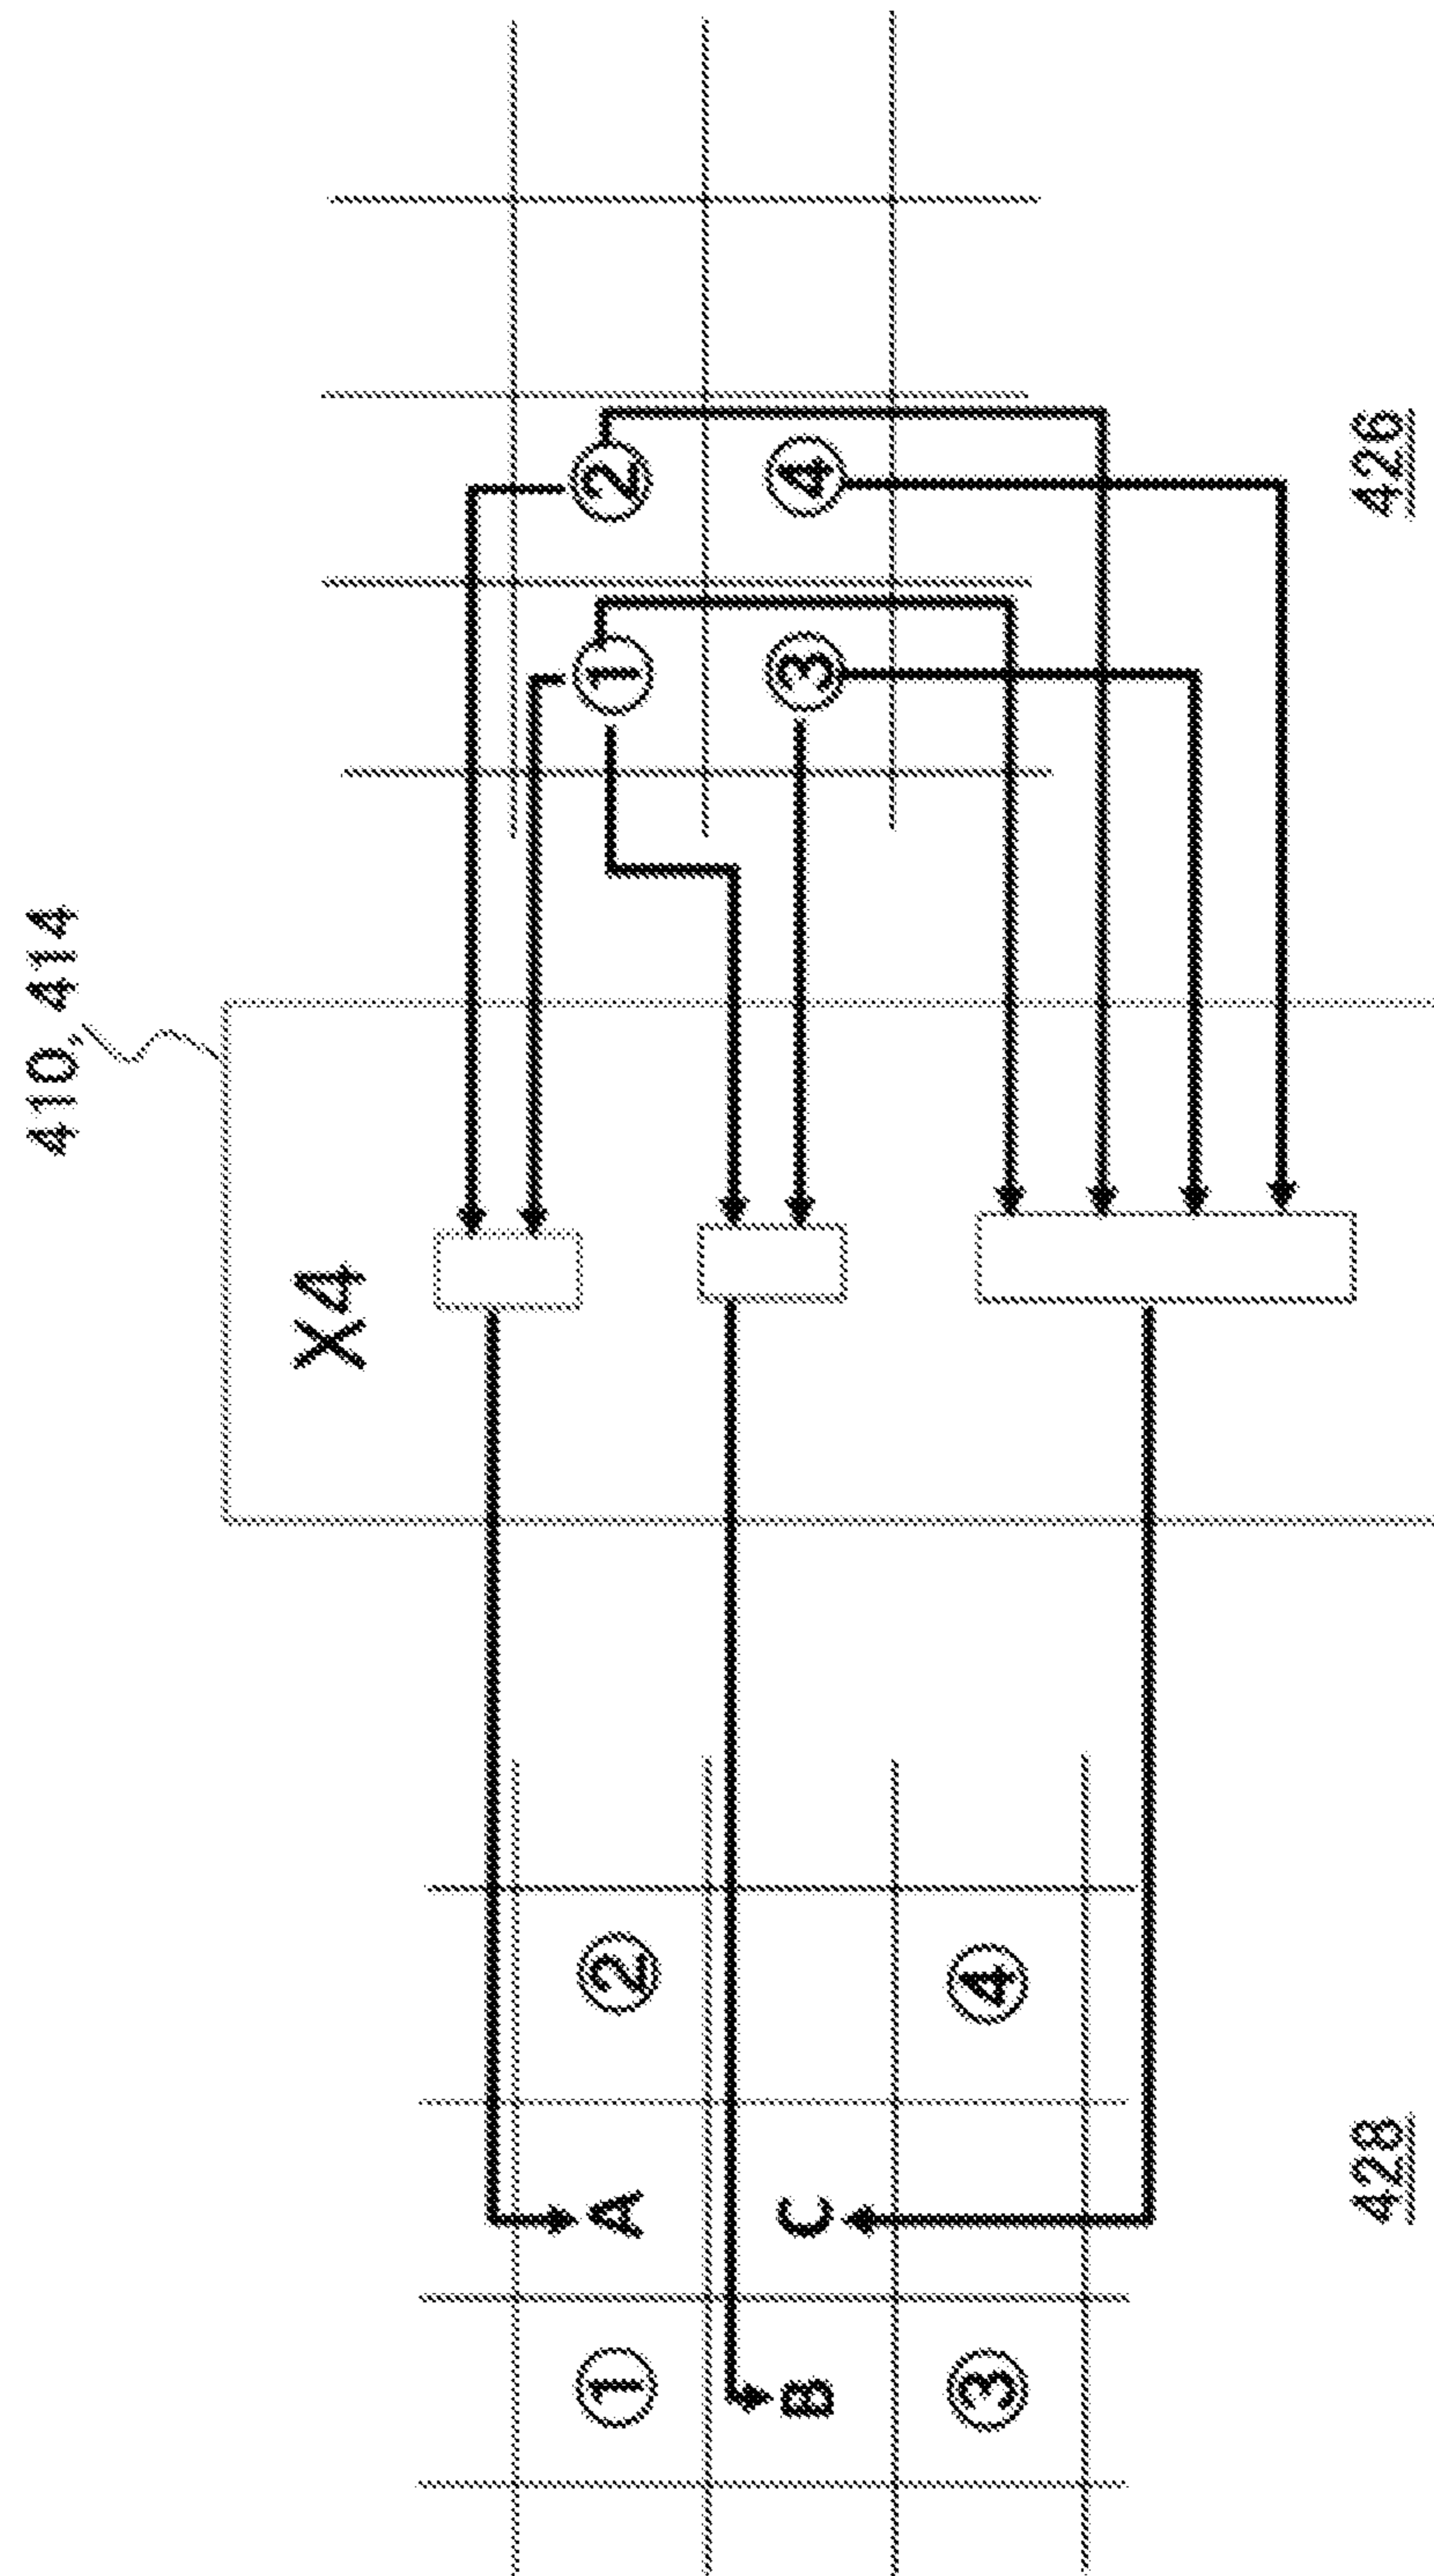 410, 414
X4
① A ②
B C
③ ④
① ②
③ ④
428
426